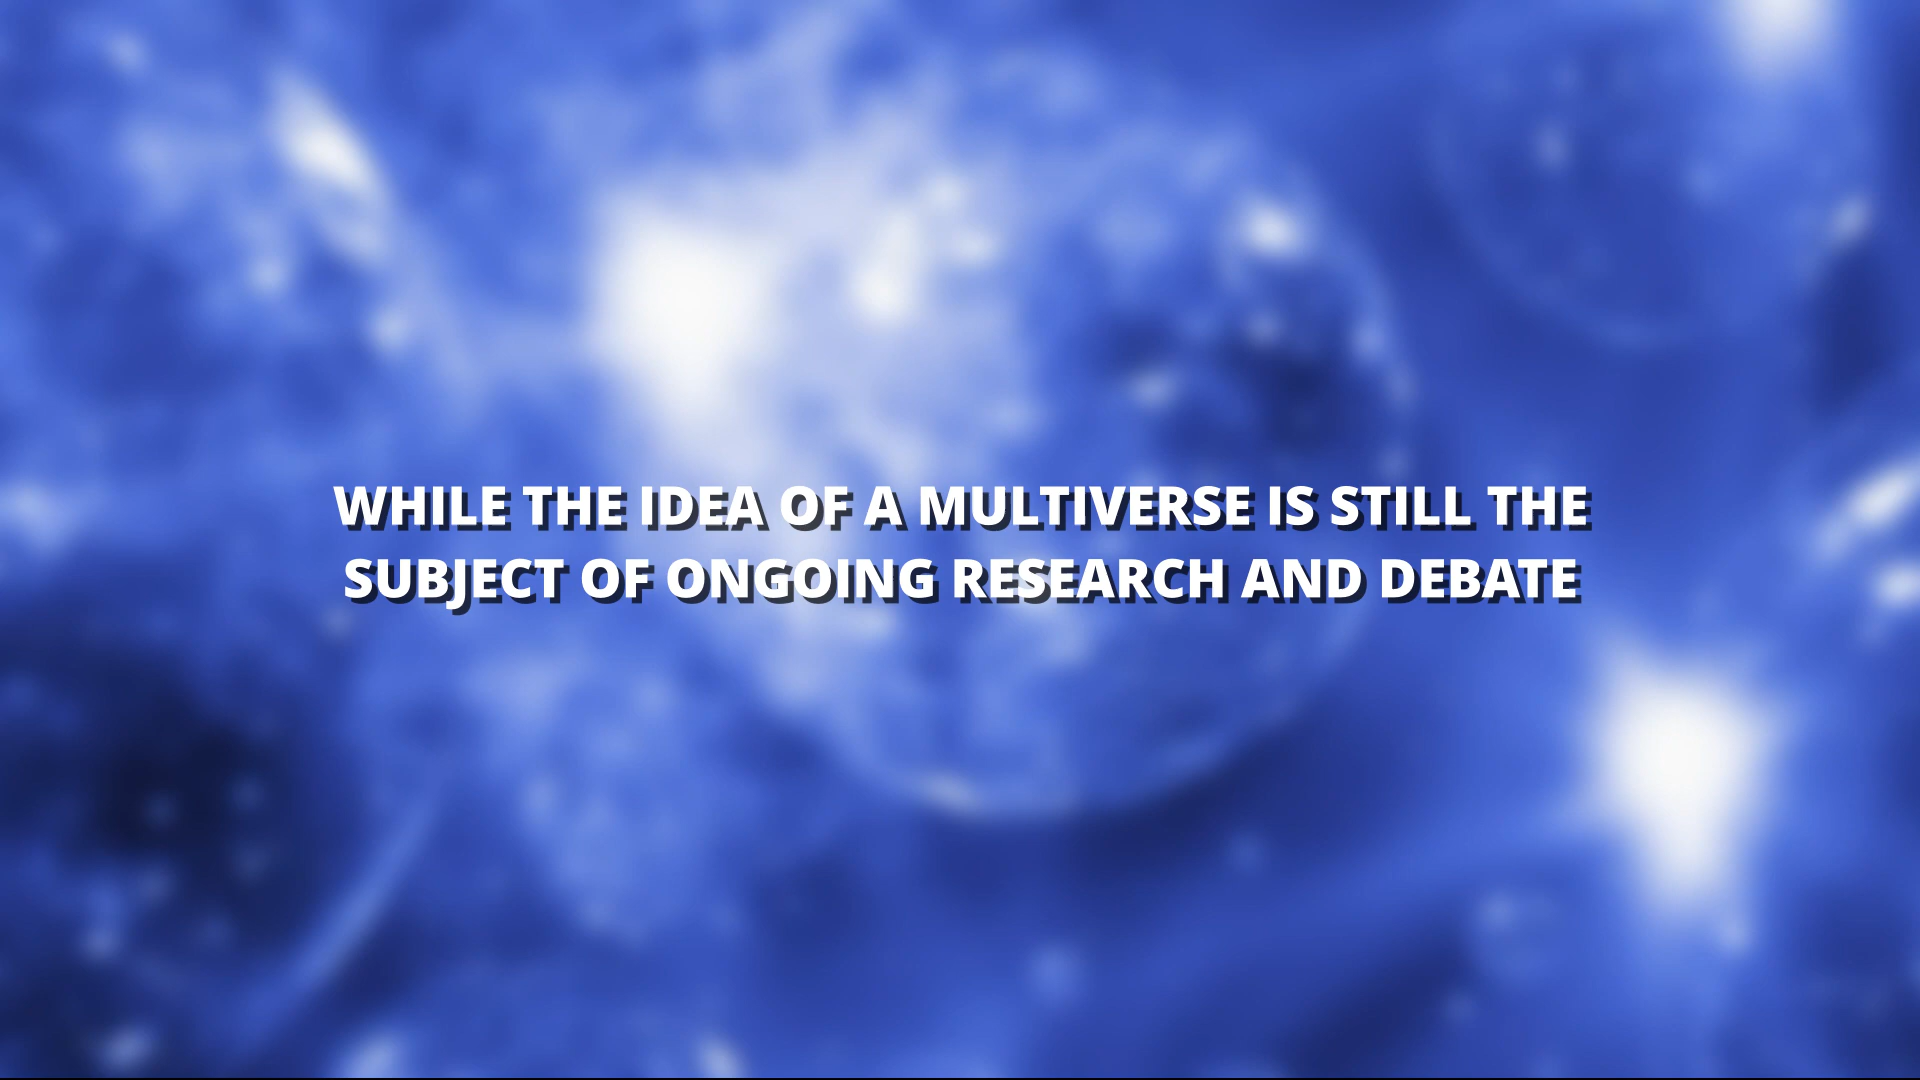 WHILE THE IDEA OF A MULTIVERSE IS STILL THE
SUBJECT OF ONGOING RESEARCH AND DEBATE